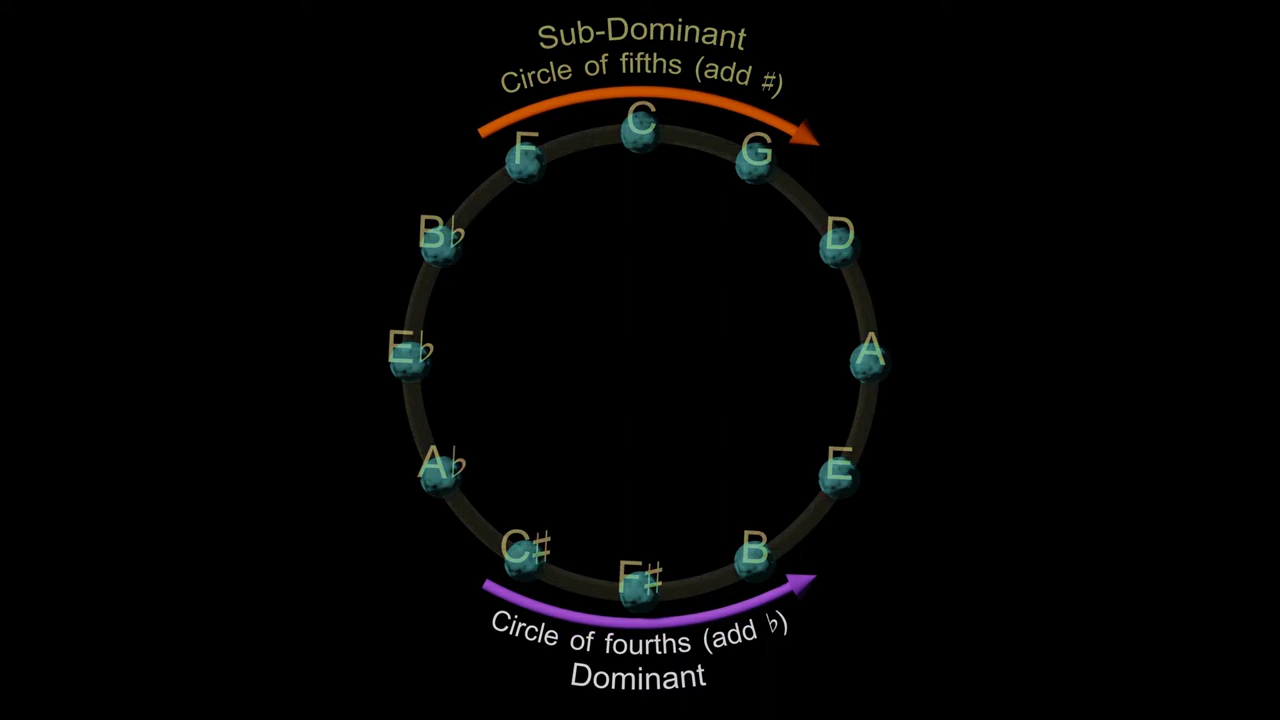 Sub-Dominant
Circle of fifths (add ♯)
C
G
D
A
E
B
F♯
C♯
A♭
E♭
B♭
F
Circle of fourths (add ♭)
Dominant